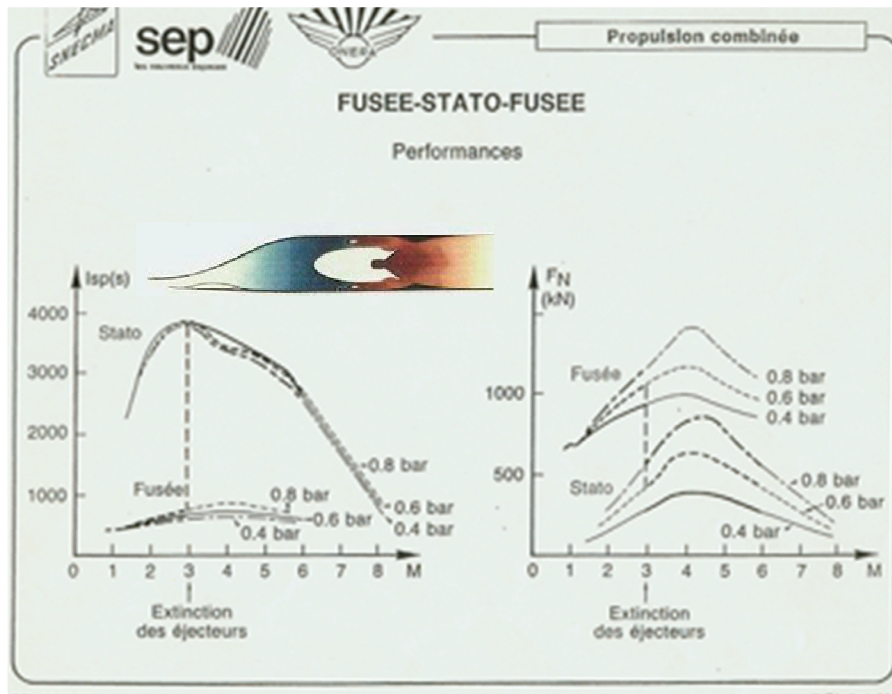 SNECMA
sep
ONERA
Propulsion combinée
FUSEE-STATO-FUSEE
Performances
Isp(s)
4000
3000
2000
1000
Stato
Fusée
0.8 bar
0.6 bar
0.4 bar
0.8 bar
0.6 bar
0.4 bar
0 1 2 3 4 5 6 7 8 M
Extinction
des éjecteurs
FN
(kN)
1000
500
Fusée
0.8 bar
0.6 bar
0.4 bar
Stato
0.8 bar
0.6 bar
0.4 bar
0 1 2 3 4 5 6 7 8 M
Extinction
des éjecteurs